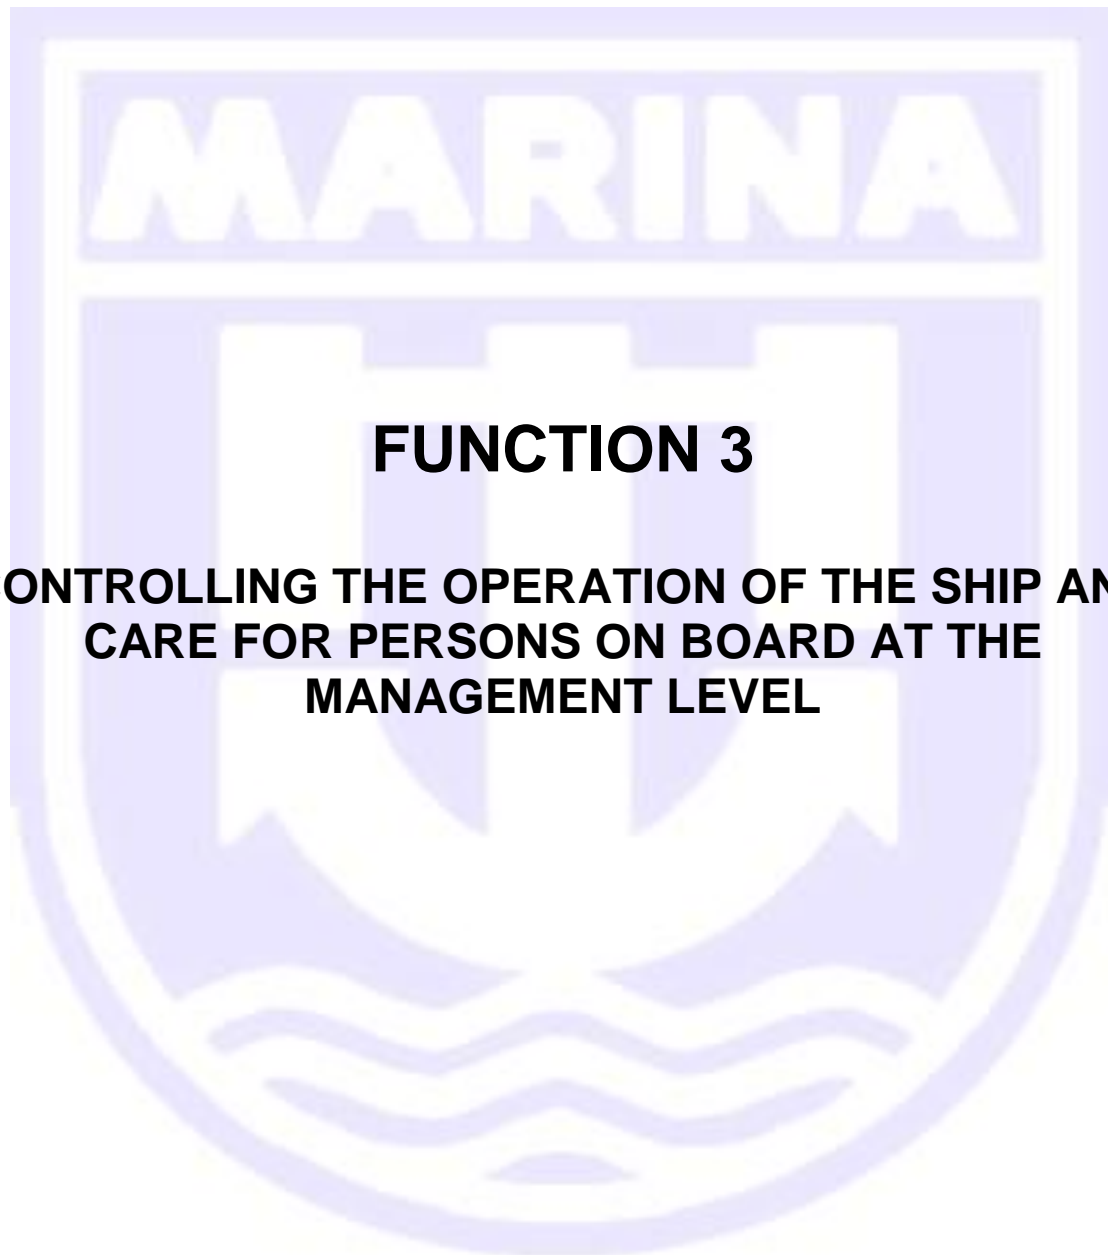 MARINA
FUNCTION 3
ONTROLLING THE OPERATION OF THE SHIP AN
CARE FOR PERSONS ON BOARD AT THE
MANAGEMENT LEVEL